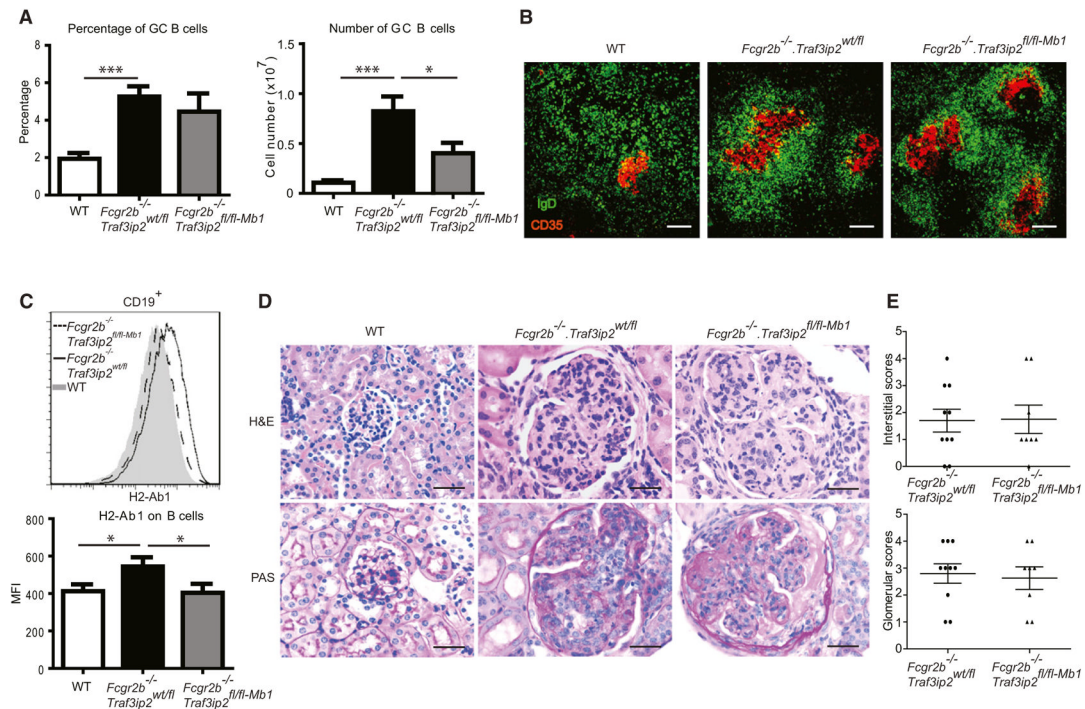 A
Percentage of GC B cells
Percentage
8
6
4
2
0
***
WT
Fcgr2b-/-
Traf3ip2wt/fl
Fcgr2b-/-
Traf3ip2fl/fl-Mb1
Number of GC B cells
Cell number (x10^7)
1.5
1.0
0.5
0
***
*
WT
Fcgr2b-/-
Traf3ip2wt/fl
Fcgr2b-/-
Traf3ip2fl/fl-Mb1
B
WT
Fcgr2b-/-.Traf3ip2wt/fl
Fcgr2b-/-.Traf3ip2fl/fl-Mb1
IgD
CD35
C
CD19+
Fcgr2b-/-
Traf3ip2fl/fl-Mb1
Fcgr2b-/-
Traf3ip2wt/fl
WT
H2-Ab1
H2-Ab1 on B cells
MFI
800
600
400
200
0
*
*
WT
Fcgr2b-/-
Traf3ip2wt/fl
Fcgr2b-/-
Traf3ip2fl/fl-Mb1
D
WT
Fcgr2b-/-.Traf3ip2wt/fl
Fcgr2b-/-.Traf3ip2fl/fl-Mb1
H&E
PAS
E
Interstitial scores
5
4
3
2
1
0
Fcgr2b-/-
Traf3ip2wt/fl
Fcgr2b-/-
Traf3ip2fl/fl-Mb1
Glomerular scores
5
4
3
2
1
0
Fcgr2b-/-
Traf3ip2wt/fl
Fcgr2b-/-
Traf3ip2fl/fl-Mb1